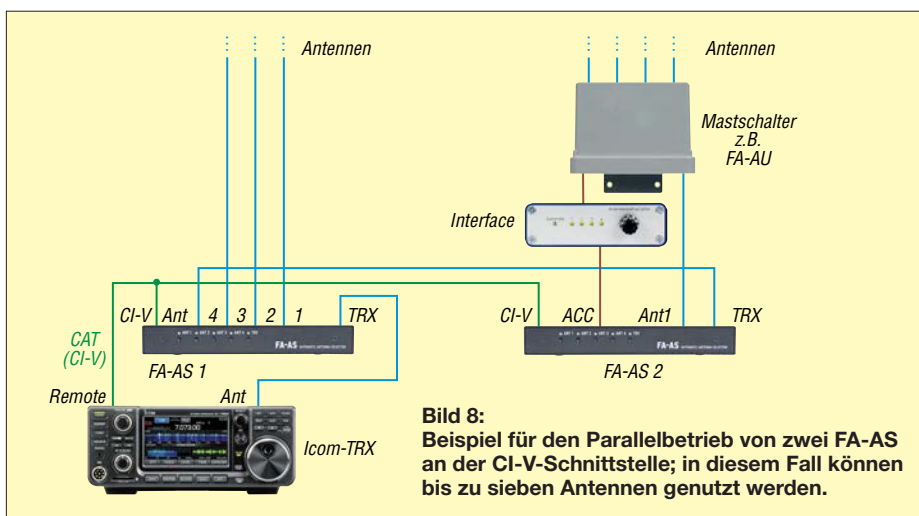 Antennen
Antennen
Mastschalter
z.B.
FA-AU
Interface
CI-V Ant 4 3 2 1 TRX
CI-V ACC Ant1 TRX
FA-AS
FA-AS
CAT
(CI-V)
FA-AS 1
FA-AS 2
Remote Ant
Icom-TRX
Bild 8:
Beispiel für den Parallelbetrieb von zwei FA-AS
an der CI-V-Schnittstelle; in diesem Fall können
bis zu sieben Antennen genutzt werden.